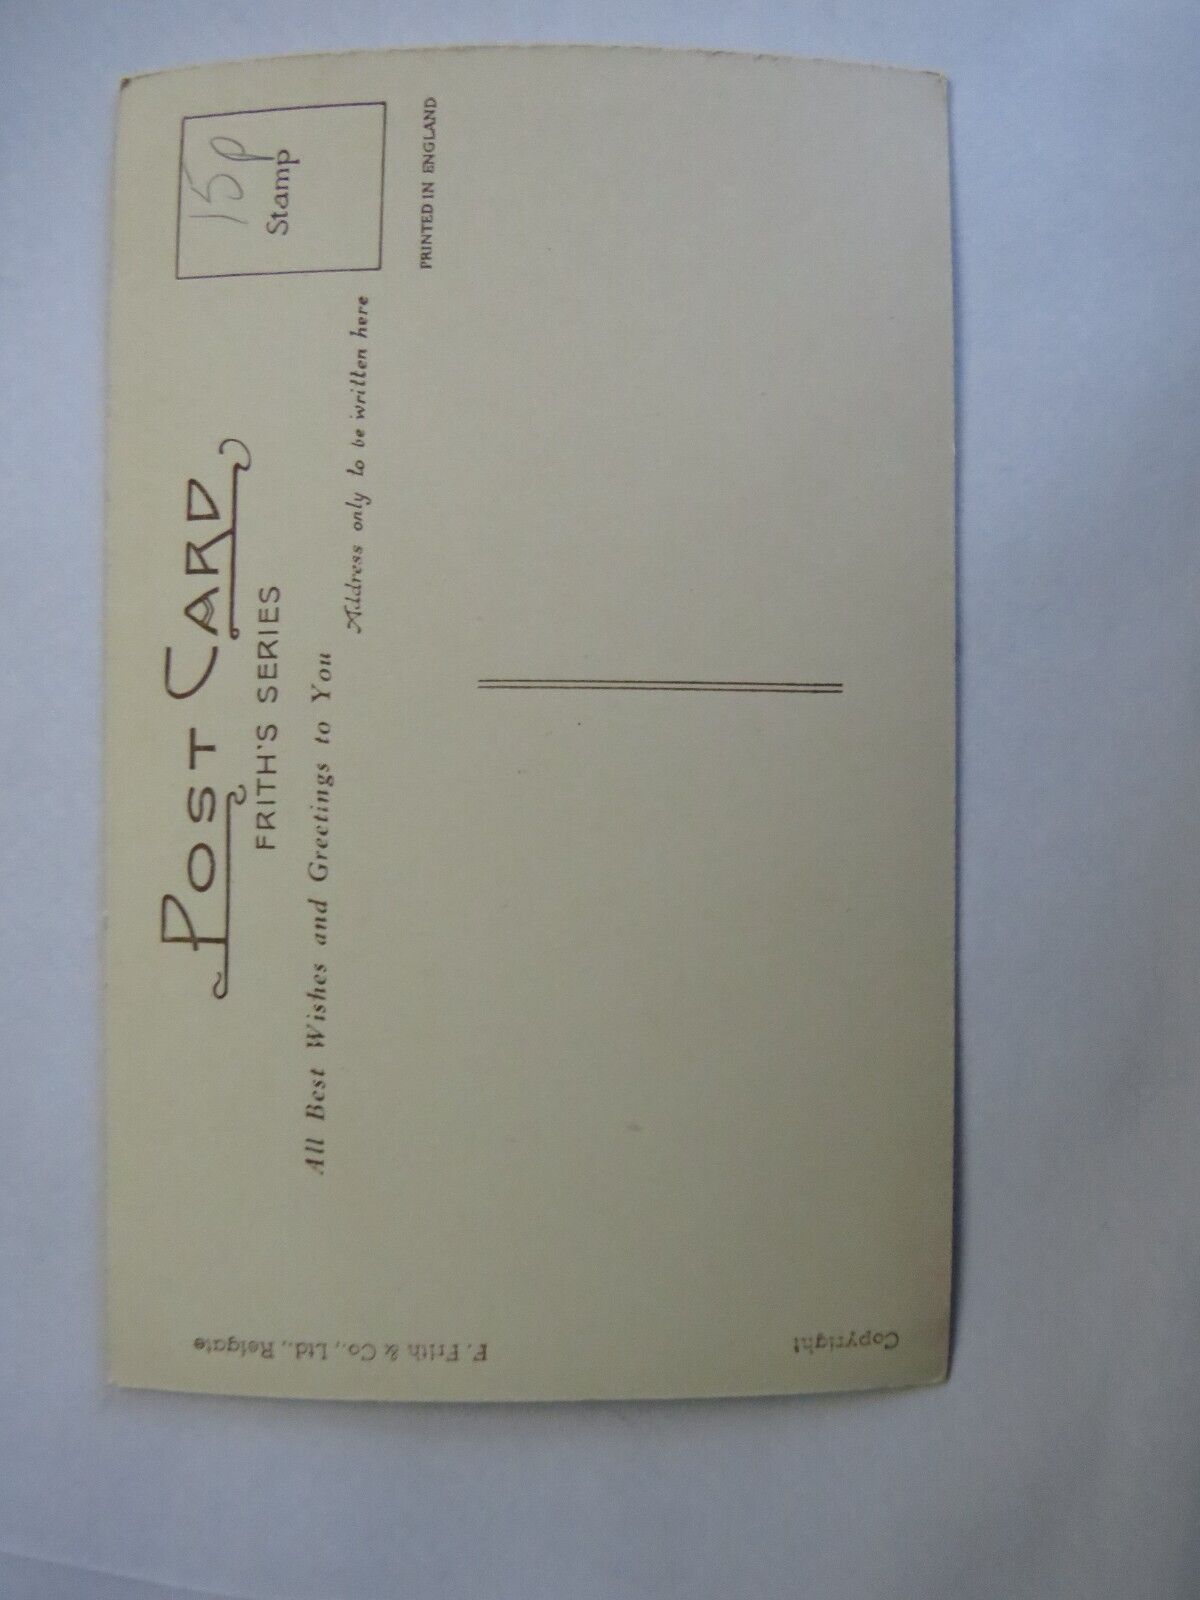 POST CARD
FRITH'S SERIES
All Best Wishes and Greetings to You
Address only to be written here
15p
Stamp
PRINTED IN ENGLAND
F. Frith & Co., Ltd., Reigate
Copyright